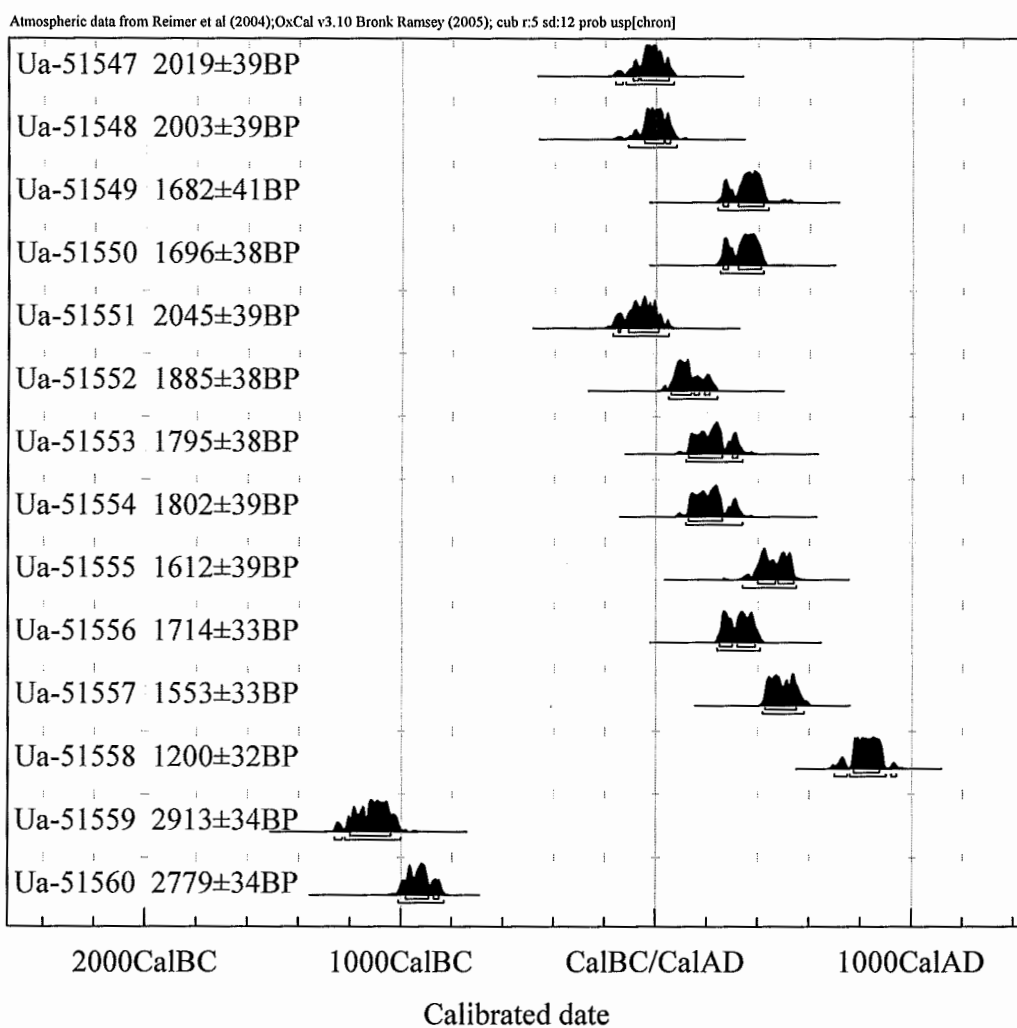 Atmospheric data from Reimer et al (2004);OxCal v3.10 Bronk Ramsey (2005); cub r:5 sd:12 prob usp[chron]
Ua-51547 2019±39BP
Ua-51548 2003±39BP
Ua-51549 1682±41BP
Ua-51550 1696±38BP
Ua-51551 2045±39BP
Ua-51552 1885±38BP
Ua-51553 1795±38BP
Ua-51554 1802±39BP
Ua-51555 1612±39BP
Ua-51556 1714±33BP
Ua-51557 1553±33BP
Ua-51558 1200±32BP
Ua-51559 2913±34BP
Ua-51560 2779±34BP
2000CalBC 1000CalBC CalBC/CalAD 1000CalAD
Calibrated date